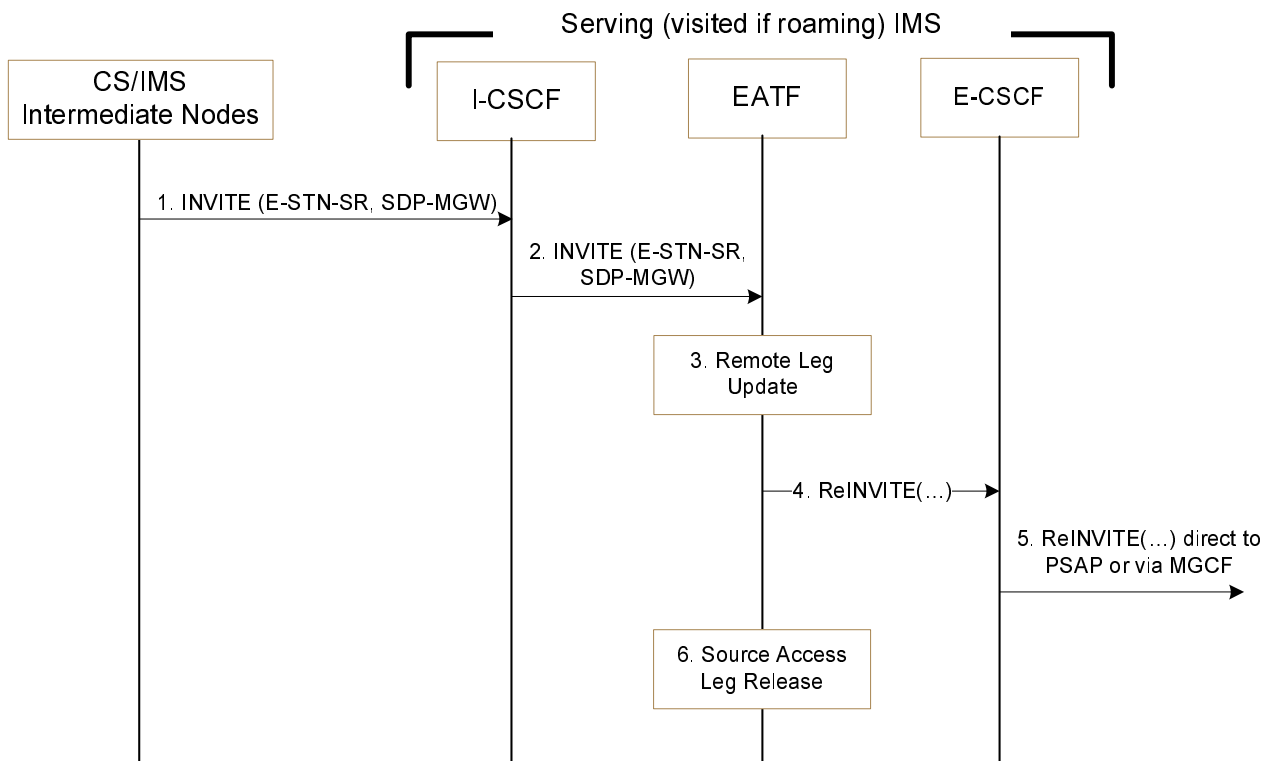 Serving (visited if roaming) IMS
CS/IMS
Intermediate Nodes
I-CSCF
EATF
E-CSCF
1. INVITE (E-STN-SR, SDP-MGW)
2. INVITE (E-STN-SR,
SDP-MGW)
3. Remote Leg
Update
4. ReINVITE(…)
5. ReINVITE(…) direct to
PSAP or via MGCF
6. Source Access
Leg Release